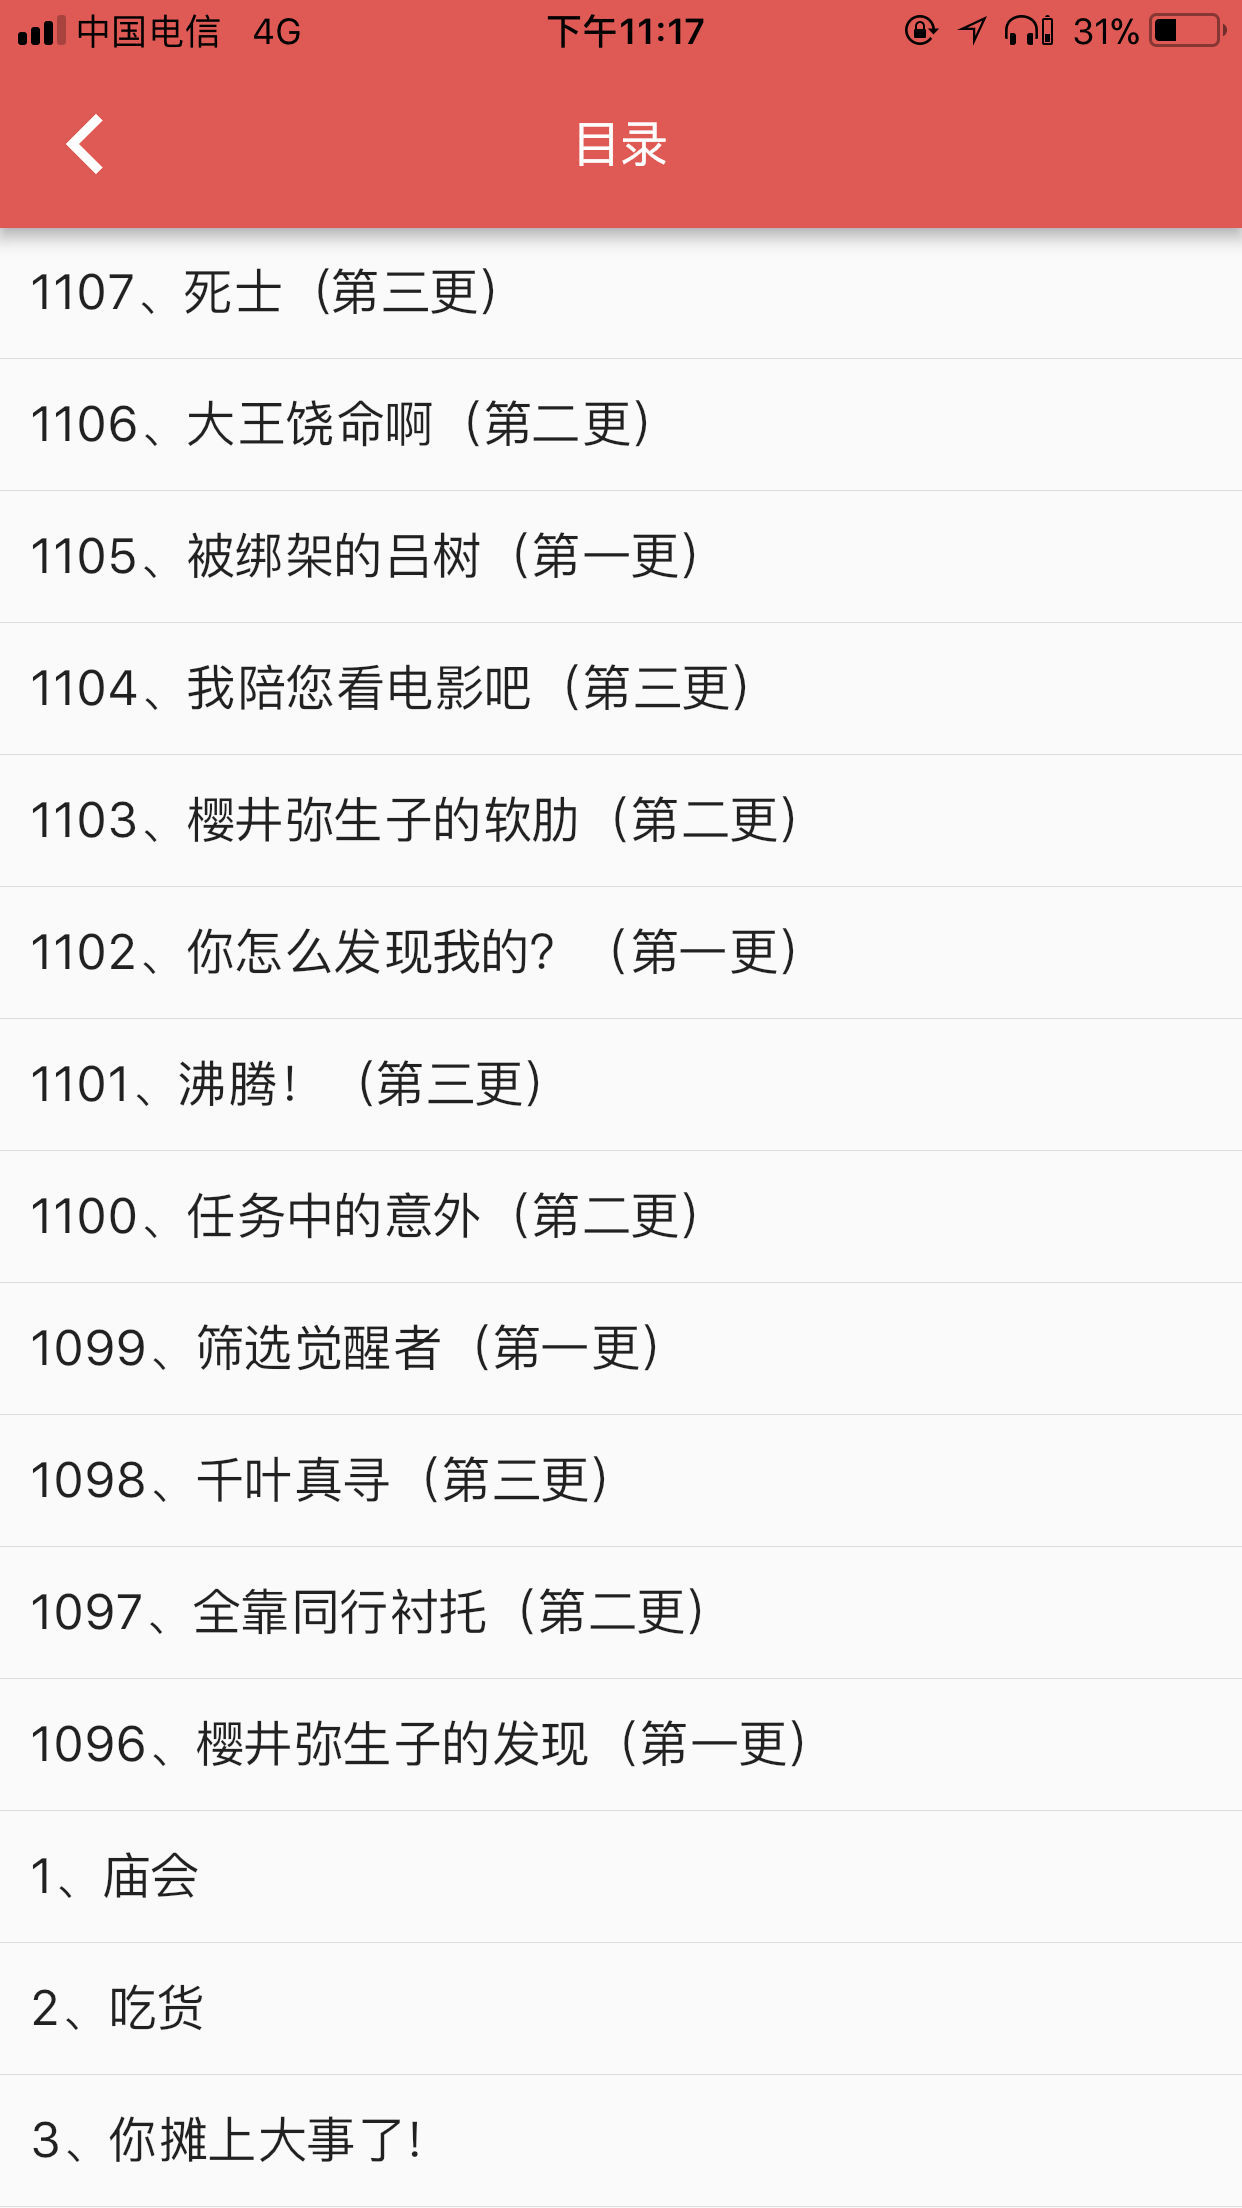 中国电信 4G 下午11:17 31%
目录
1107、死士（第三更）
1106、大王饶命啊（第二更）
1105、被绑架的吕树（第一更）
1104、我陪您看电影吧（第三更）
1103、樱井弥生子的软肋（第二更）
1102、你怎么发现我的？（第一更）
1101、沸腾！（第三更）
1100、任务中的意外（第二更）
1099、筛选觉醒者（第一更）
1098、千叶真寻（第三更）
1097、全靠同行衬托（第二更）
1096、樱井弥生子的发现（第一更）
1、庙会
2、吃货
3、你摊上大事了！